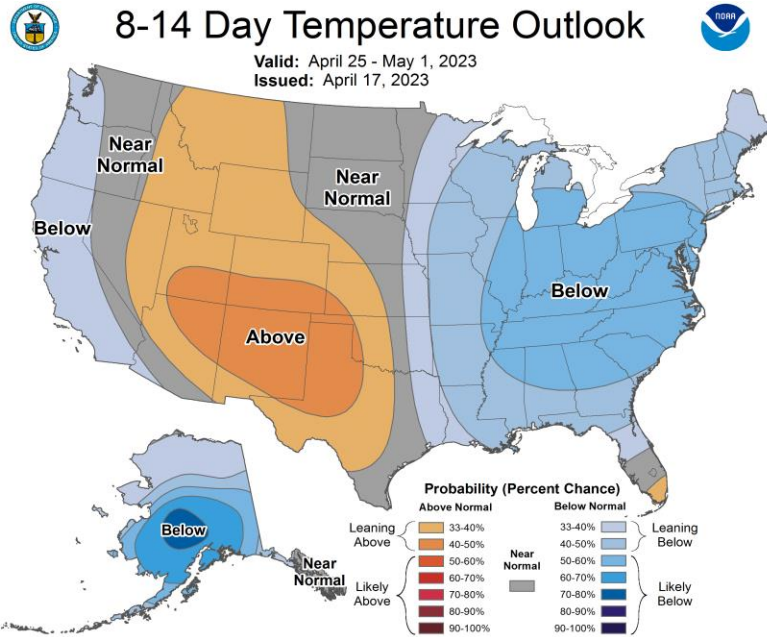 8-14 Day Temperature Outlook
Valid: April 25 - May 1, 2023
Issued: April 17, 2023
NOAA
Near
Normal
Near
Normal
Below
Below
Above
Below
Near
Normal
Probability (Percent Chance)
Above Normal
Below Normal
Leaning
Above
33-40%
40-50%
Likely
Above
50-60%
60-70%
70-80%
80-90%
90-100%
Near
Normal
33-40%
40-50%
Leaning
Below
50-60%
60-70%
70-80%
80-90%
90-100%
Likely
Below